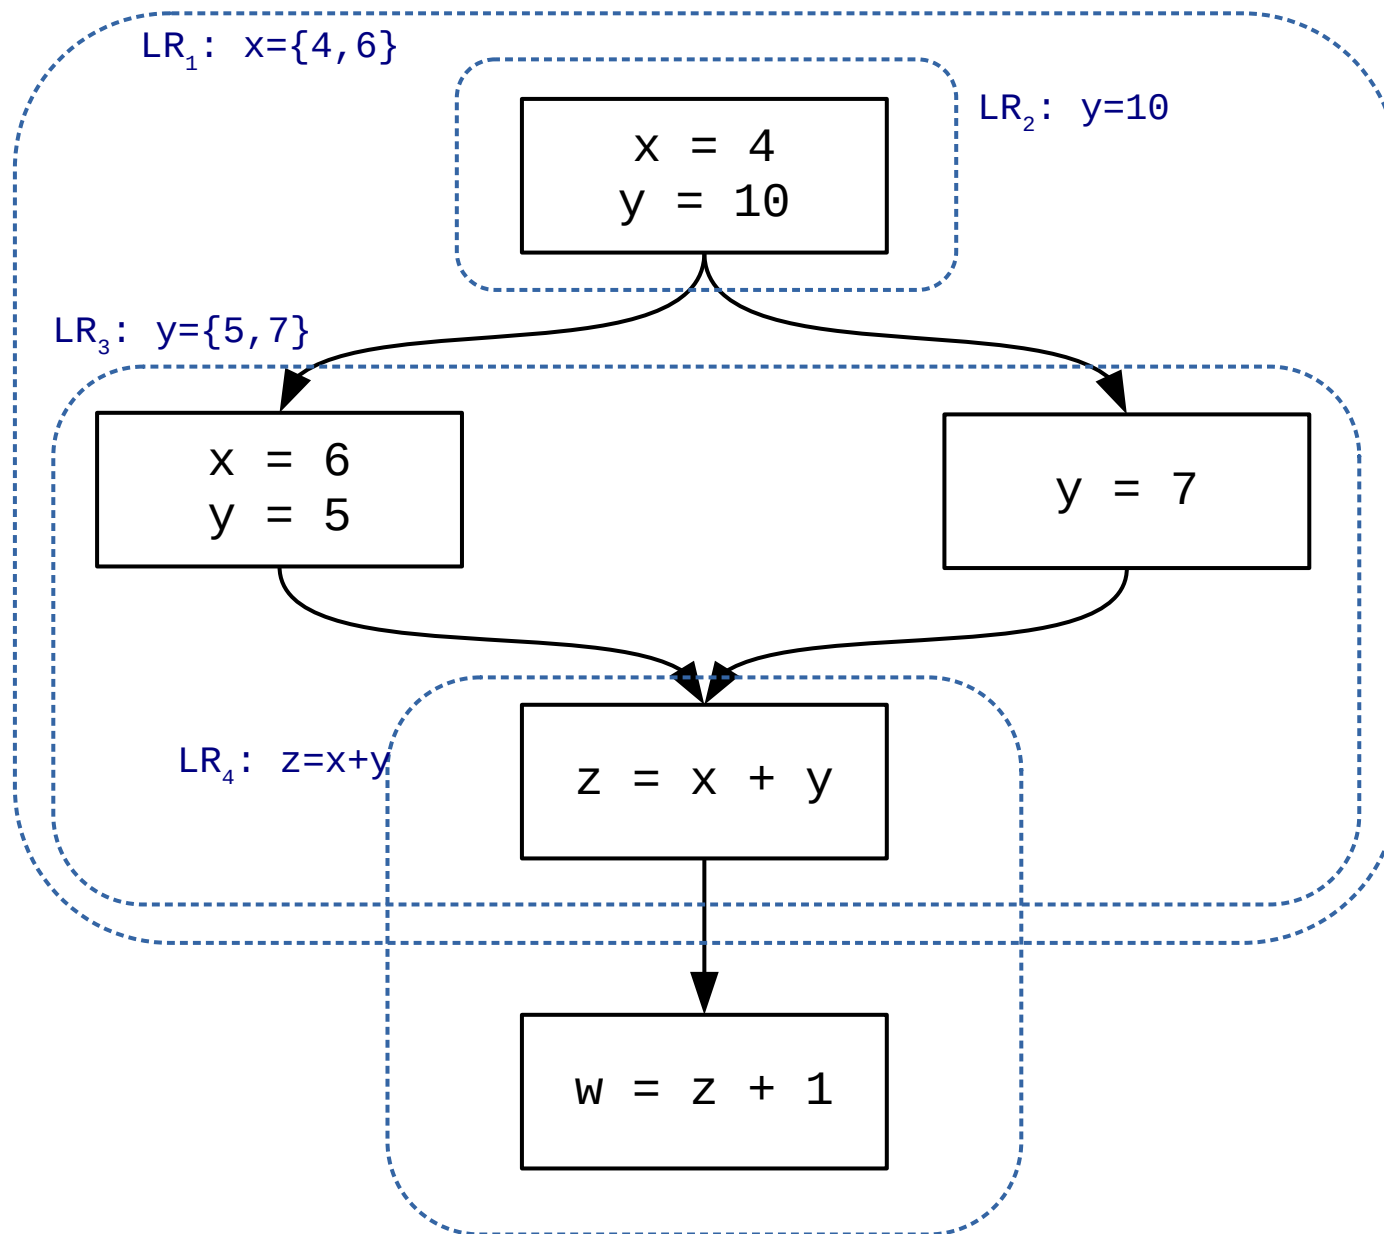 LR₁: x={4,6}
LR₂: y=10
x = 4
y = 10
LR₃: y={5,7}
x = 6
y = 5
y = 7
LR₄: z=x+y
z = x + y
w = z + 1